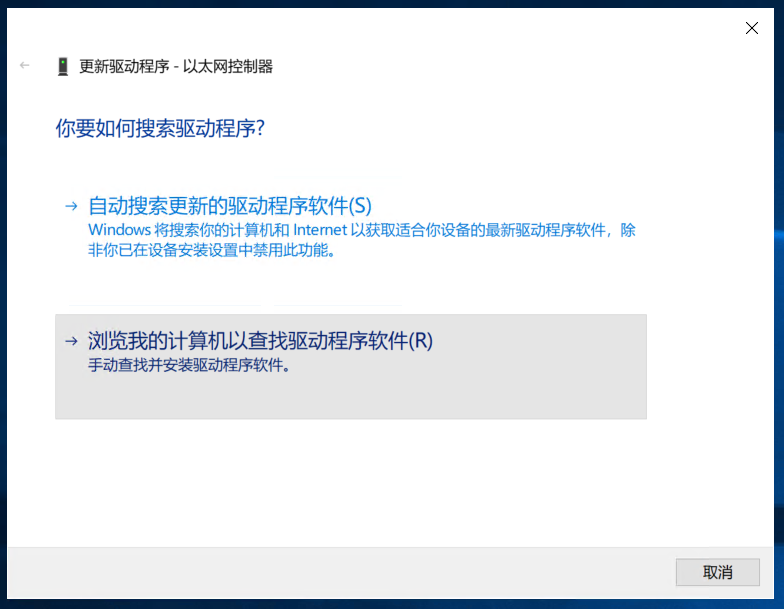 更新驱动程序 - 以太网控制器
你要如何搜索驱动程序?
自动搜索更新的驱动程序软件(S)
Windows 将搜索你的计算机和 Internet 以获取适合你设备的最新驱动程序软件，除
非你已在设备安装设置中禁用此功能。
浏览我的计算机以查找驱动程序软件(R)
手动查找并安装驱动程序软件。
取消